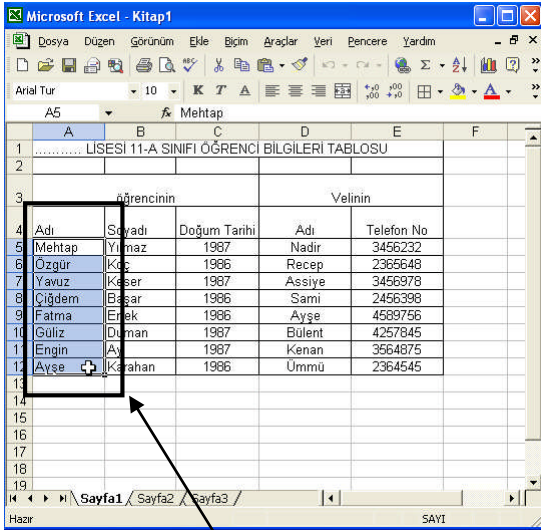 Microsoft Excel - Kitap1
Dosya Düzen Görünüm Ekle Biçim Araçlar Veri Pencere Yardım
Arial Tur 10 K T A
A5 fx Mehtap
A B C D E F
1 ........... LİSESİ 11-A SINIFI ÖĞRENCİ BİLGİLERİ TABLOSU
2
3 öğrencinin Velinin
4 Adı Soyadı Doğum Tarihi Adı Telefon No
5 Mehtap Yılmaz 1987 Nadir 3456232
6 Özgür Koç 1986 Recep 2365648
7 Yavuz Keser 1987 Assiye 3456978
8 Çiğdem Başar 1986 Sami 2456398
9 Fatma Erkek 1986 Ayşe 4589756
10 Güliz Duman 1987 Bülent 4257845
11 Engin Ay 1987 Kenan 3564875
12 Ayşe Karahan 1986 Ümmü 2364545
13
14
15
16
17
18
19
Sayfa1 Sayfa2 Sayfa3
Hazır SAYI